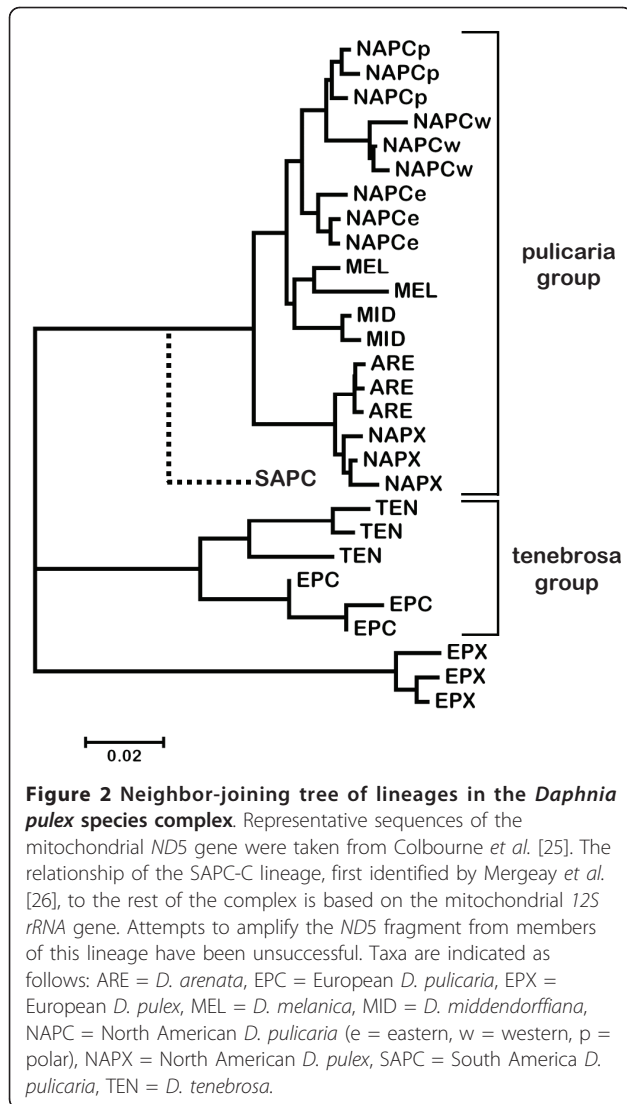 NAPCp
NAPCp
NAPCp
NAPCw
NAPCw
NAPCw
NAPCe
NAPCe
NAPCe
MEL
MEL
MID
MID
ARE
ARE
ARE
NAPX
NAPX
NAPX
SAPC
pulicaria
group
TEN
TEN
TEN
EPC
EPC
EPC
tenebrosa
group
EPX
EPX
EPX
0.02
Figure 2 Neighbor-joining tree of lineages in the Daphnia
pulex species complex. Representative sequences of the
mitochondrial ND5 gene were taken from Colbourne et al. [25]. The
relationship of the SAPC-C lineage, first identified by Mergeay et al.
[26], to the rest of the complex is based on the mitochondrial 12S
rRNA gene. Attempts to amplify the ND5 fragment from members
of this lineage have been unsuccessful. Taxa are indicated as
follows: ARE = D. arenata, EPC = European D. pulicaria, EPX =
European D. pulex, MEL = D. melanica, MID = D. middendorffiana,
NAPC = North American D. pulicaria (e = eastern, w = western, p =
polar), NAPX = North American D. pulex, SAPC = South America D.
pulicaria, TEN = D. tenebrosa.